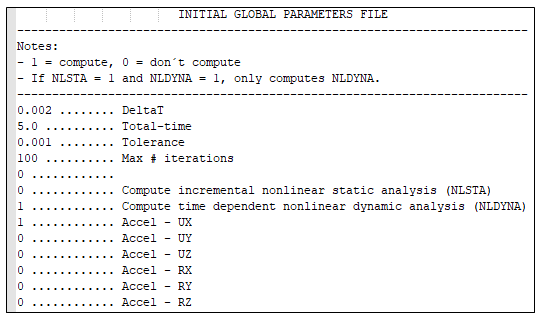 INITIAL GLOBAL PARAMETERS FILE
--------------------------------------------------------------------------
Notes:
- 1 = compute, 0 = don´t compute
- If NLSTA = 1 and NLDYNA = 1, only computes NLDYNA.
--------------------------------------------------------------------------
0.002 ........ DeltaT
5.0 .......... Total-time
0.001 ........ Tolerance
100 .......... Max # iterations
0 ............
0 ............ Compute incremental nonlinear static analysis (NLSTA)
1 ............ Compute time dependent nonlinear dynamic analysis (NLDYNA)
1 ............ Accel - UX
0 ............ Accel - UY
0 ............ Accel - UZ
0 ............ Accel - RX
0 ............ Accel - RY
0 ............ Accel - RZ